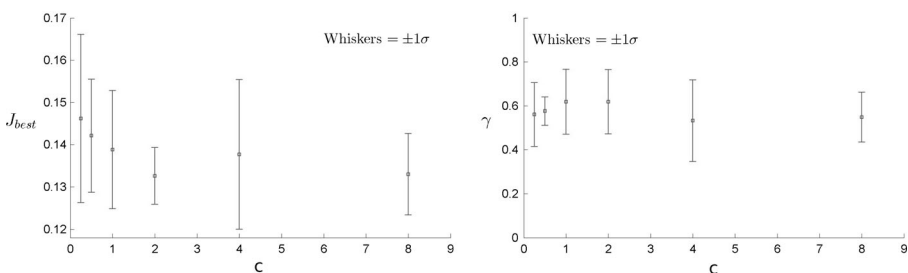 0.17
0.16
0.15
0.14
0.13
0.12
J_best
Whiskers = ±1σ
0 1 2 3 4 5 6 7 8 9
C
1
0.8
0.6
0.4
0.2
0
γ
Whiskers = ±1σ
0 1 2 3 4 5 6 7 8 9
C